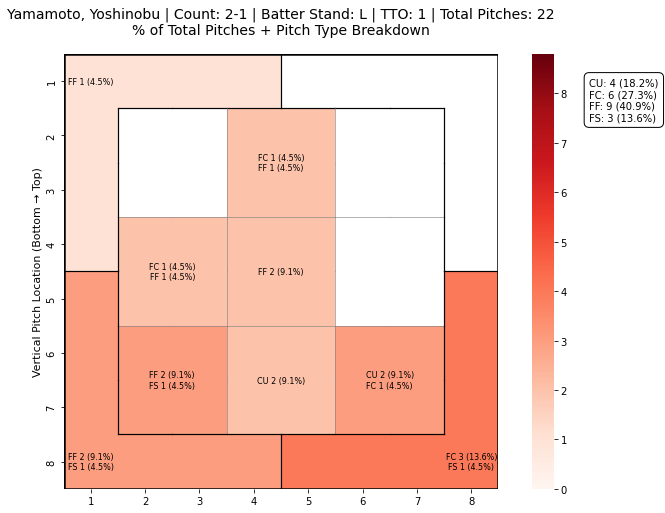 Yamamoto, Yoshinobu | Count: 2-1 | Batter Stand: L | TTO: 1 | Total Pitches: 22
% of Total Pitches + Pitch Type Breakdown
Vertical Pitch Location (Bottom → Top)
1
2
3
4
5
6
7
8
FF 1 (4.5%)
FC 1 (4.5%)
FF 1 (4.5%)
FC 1 (4.5%)
FF 1 (4.5%)
FF 2 (9.1%)
FF 2 (9.1%)
FS 1 (4.5%)
CU 2 (9.1%)
CU 2 (9.1%)
FC 1 (4.5%)
FF 2 (9.1%)
FS 1 (4.5%)
FC 3 (13.6%)
FS 1 (4.5%)
1
2
3
4
5
6
7
8
8
7
6
5
4
3
2
1
0
CU: 4 (18.2%)
FC: 6 (27.3%)
FF: 9 (40.9%)
FS: 3 (13.6%)